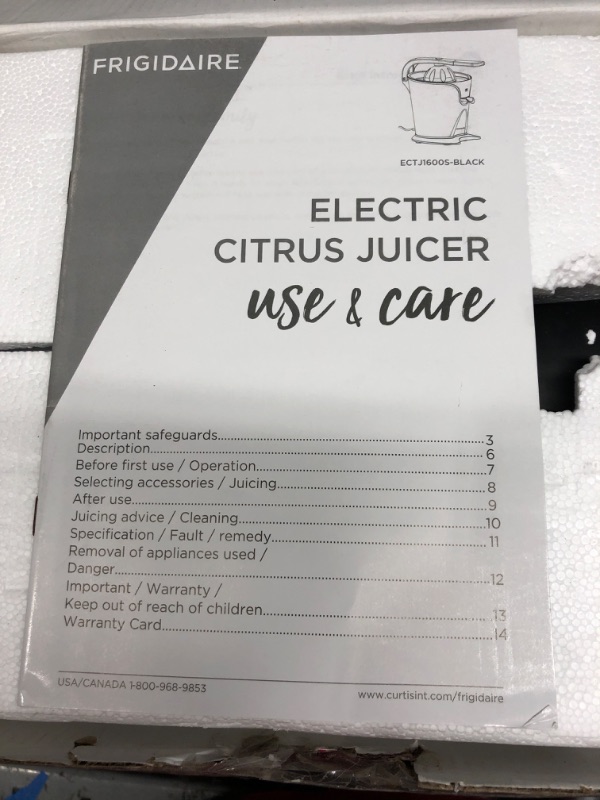 FRIGIDAIRE
ECTJ1600S-BLACK
ELECTRIC
CITRUS JUICER
use & care
Important safeguards..........3
Description..........6
Before first use / Operation..........7
Selecting accessories / Juicing..........8
After use..........9
Juicing advice / Cleaning..........10
Specification / Fault / remedy..........11
Removal of appliances used /
Danger..........12
Important / Warranty /
Keep out of reach of children..........13
Warranty Card..........14
USA/CANADA 1-800-968-9853
www.curtisint.com/frigidaire